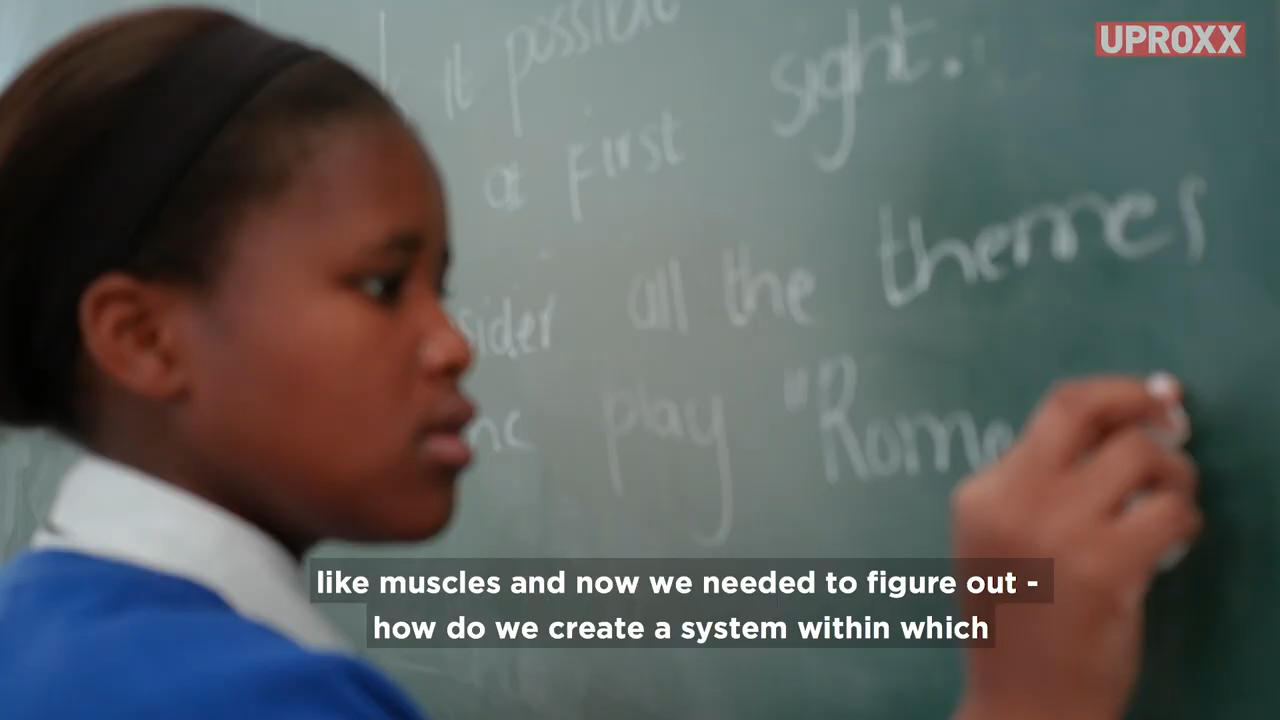 UPROXX
It possible
sight.
a first
all the themes
play "Rome
like muscles and now we needed to figure out -
how do we create a system within which